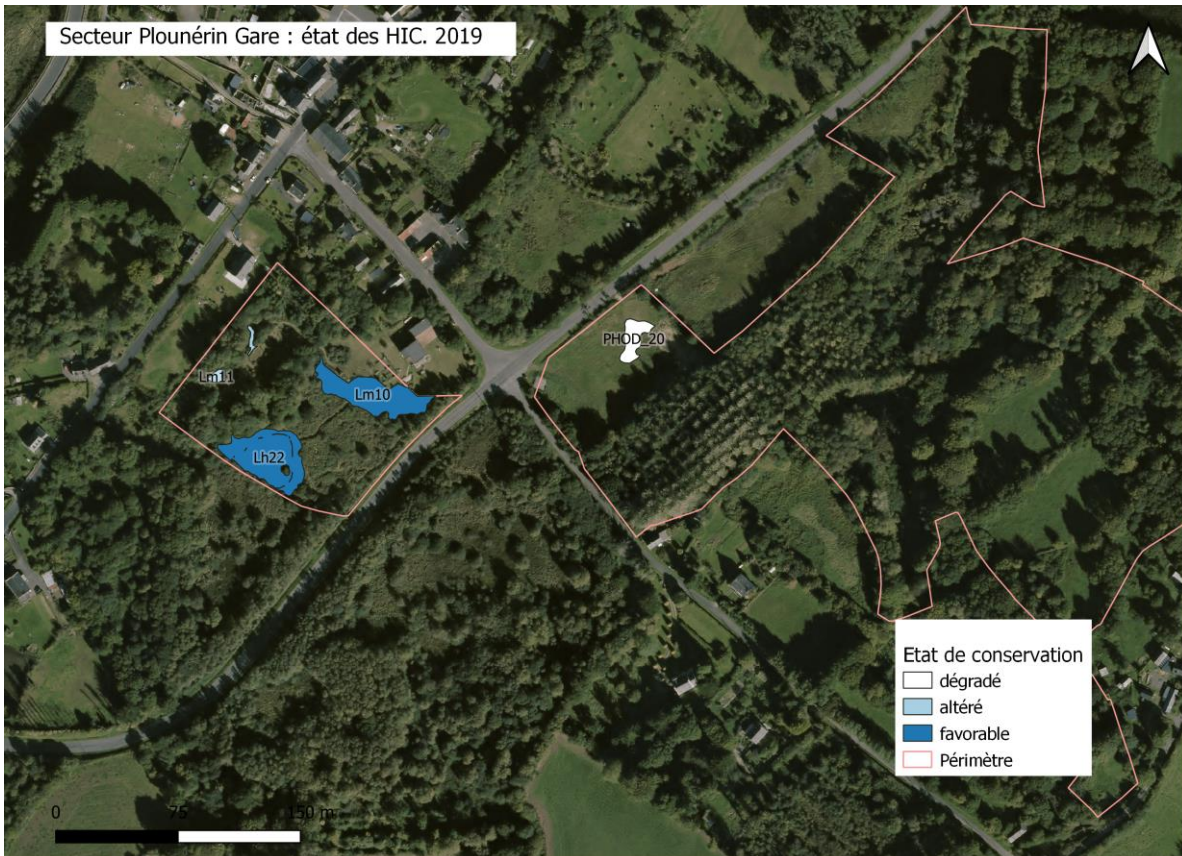 Secteur Plounérin Gare : état des HIC. 2019
PHOD_20
Lm11
Lm10
Lh22
Etat de conservation
dégradé
altéré
favorable
Périmètre
0 75 150 m